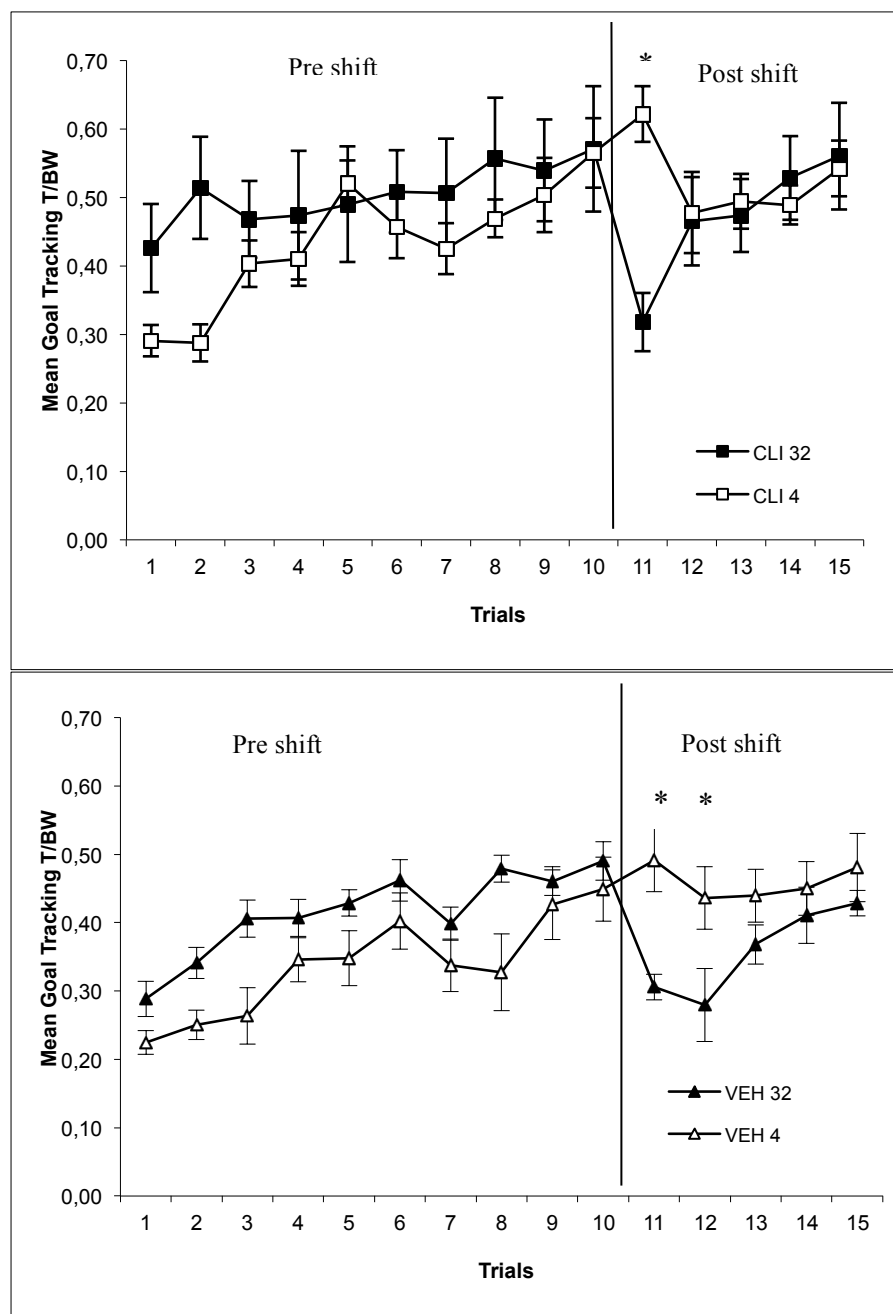 0,70
Pre shift
*
Post shift
0,60
0,50
0,40
0,30
0,20
0,10
0,00
Mean Goal Tracking T/BW
CLI 32
CLI 4
1 2 3 4 5 6 7 8 9 10 11 12 13 14 15
Trials
0,70
Pre shift
Post shift
0,60
* *
0,50
0,40
0,30
0,20
0,10
0,00
Mean Goal Tracking T/BW
VEH 32
VEH 4
1 2 3 4 5 6 7 8 9 10 11 12 13 14 15
Trials